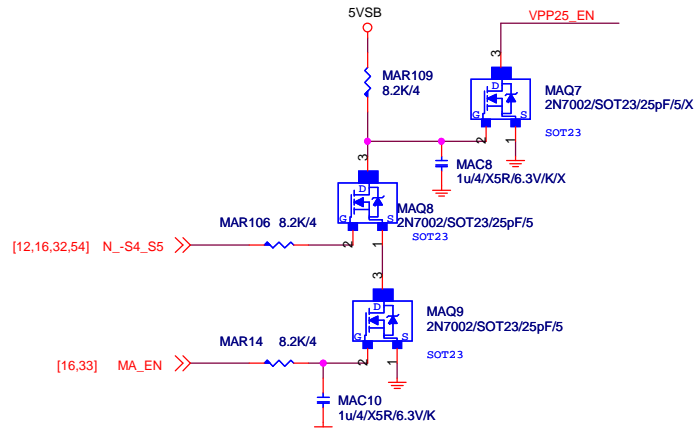 5VSB
VPP25_EN
MAR109
8.2K/4
3
D
G
S
2
1
MAQ7
2N7002/SOT23/25pF/5/X
SOT23
MAC8
1u/4/X5R/6.3V/K/X
3
D
G
S
2
1
MAQ8
2N7002/SOT23/25pF/5
SOT23
MAR106 8.2K/4
[12,16,32,54] N_-S4_S5
3
D
G
S
2
1
MAQ9
2N7002/SOT23/25pF/5
SOT23
MAR14 8.2K/4
[16,33] MA_EN
MAC10
1u/4/X5R/6.3V/K